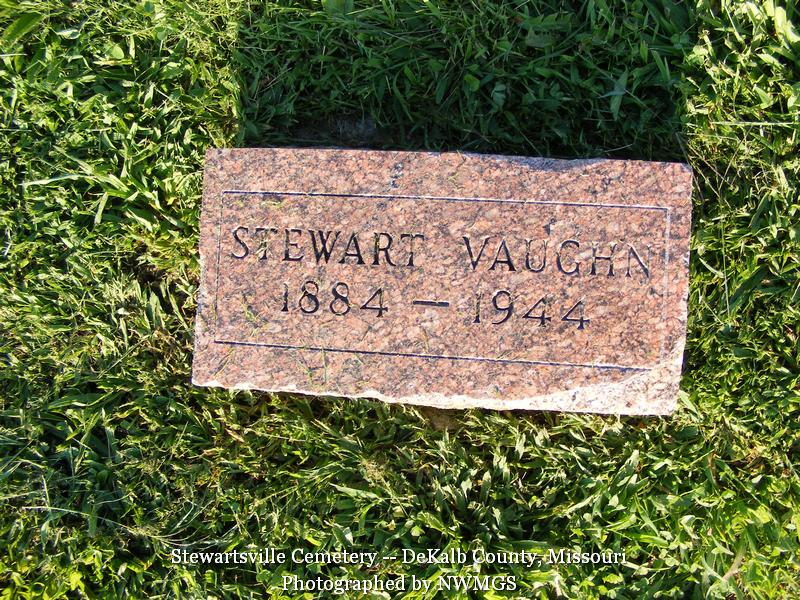 STEWART VAUGHN
1884 — 1944
Stewartsville Cemetery -- DeKalb County, Missouri
Photographed by NWMGS